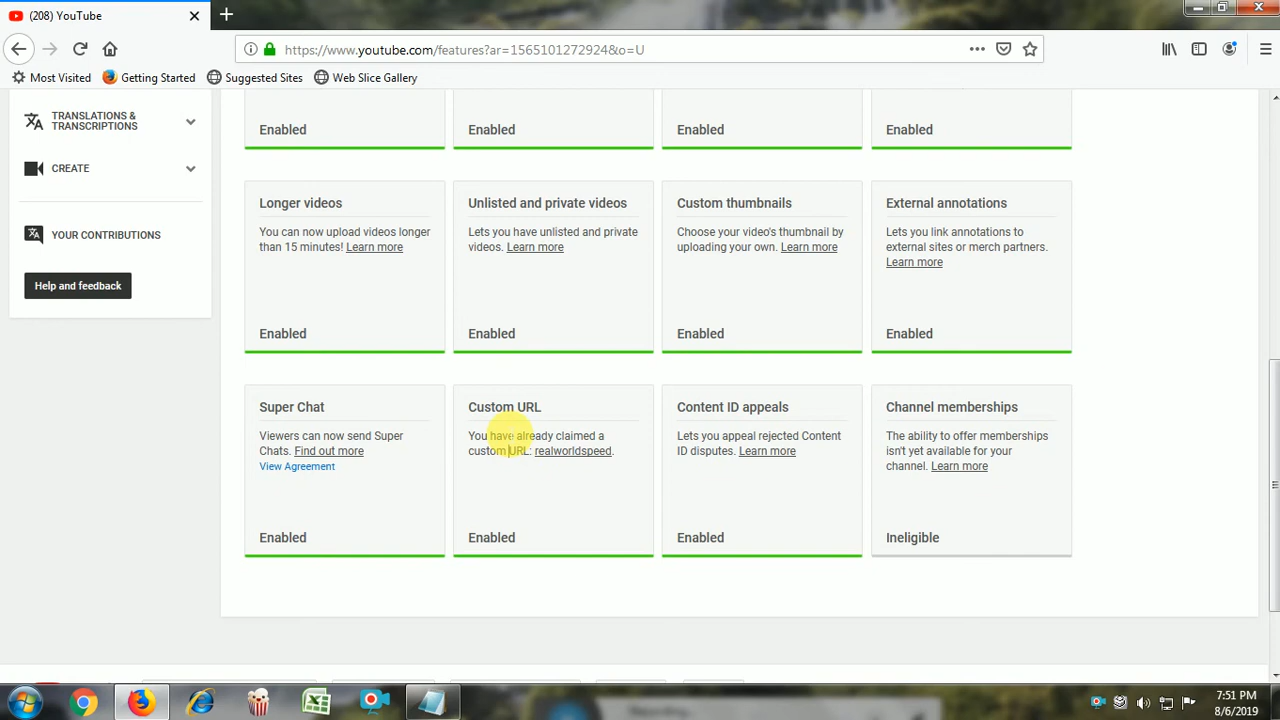 (208) YouTube
https://www.youtube.com/features?ar=1565101272924&o=U
Most Visited
Getting Started
Suggested Sites
Web Slice Gallery
TRANSLATIONS &
TRANSCRIPTIONS
CREATE
YOUR CONTRIBUTIONS
Help and feedback
Enabled
Enabled
Enabled
Enabled
Longer videos
You can now upload videos longer
than 15 minutes! Learn more
Enabled
Unlisted and private videos
Lets you have unlisted and private
videos. Learn more
Enabled
Custom thumbnails
Choose your video's thumbnail by
uploading your own. Learn more
Enabled
External annotations
Lets you link annotations to
external sites or merch partners.
Learn more
Enabled
Super Chat
Viewers can now send Super
Chats. Find out more
View Agreement
Enabled
Custom URL
You have already claimed a
custom URL: realworldspeed.
Enabled
Content ID appeals
Lets you appeal rejected Content
ID disputes. Learn more
Enabled
Channel memberships
The ability to offer memberships
isn't yet available for your
channel. Learn more
Ineligible
7:51 PM
8/6/2019